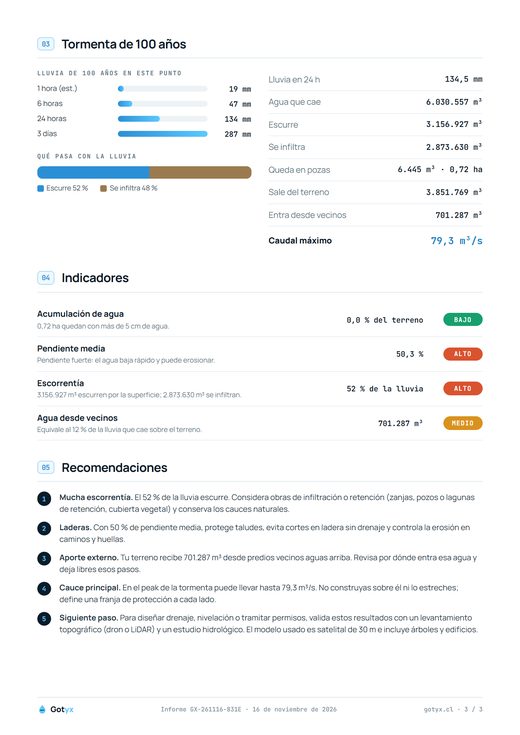 03 Tormenta de 100 años
LLUVIA DE 100 AÑOS EN ESTE PUNTO
1 hora (est.) 19 mm
6 horas 47 mm
24 horas 134 mm
3 días 287 mm
QUÉ PASA CON LA LLUVIA
Escurre 52 % Se infiltra 48 %
Lluvia en 24 h 134,5 mm
Agua que cae 6.030.557 m³
Escurre 3.156.927 m³
Se infiltra 2.873.630 m³
Queda en pozas 6.445 m³ · 0,72 ha
Sale del terreno 3.851.769 m³
Entra desde vecinos 701.287 m³
Caudal máximo 79,3 m³/s
04 Indicadores
Acumulación de agua 0,0 % del terreno BAJO
0,72 ha quedan con más de 5 cm de agua.
Pendiente media 50,3 % ALTO
Pendiente fuerte: el agua baja rápido y puede erosionar.
Escorrentía 52 % de la lluvia ALTO
3.156.927 m³ escurren por la superficie; 2.873.630 m³ se infiltran.
Agua desde vecinos 701.287 m³ MEDIO
Equivale al 12 % de la lluvia que cae sobre el terreno.
05 Recomendaciones
1 Mucha escorrentía. El 52 % de la lluvia escurre. Considera obras de infiltración o retención (zanjas, pozos o lagunas
de retención, cubierta vegetal) y conserva los cauces naturales.
2 Laderas. Con 50 % de pendiente media, protege taludes, evita cortes en ladera sin drenaje y controla la erosión en
caminos y huellas.
3 Aporte externo. Tu terreno recibe 701.287 m³ desde predios vecinos aguas arriba. Revisa por dónde entra esa agua y
deja libres esos pasos.
4 Cauce principal. En el peak de la tormenta puede llevar hasta 79,3 m³/s. No construyas sobre él ni lo estreches;
define una franja de protección a cada lado.
5 Siguiente paso. Para diseñar drenaje, nivelación o tramitar permisos, valida estos resultados con un levantamiento
topográfico (dron o LiDAR) y un estudio hidrológico. El modelo usado es satelital de 30 m e incluye árboles y edificios.
Gotyx Informe GX-261116-831E · 16 de noviembre de 2026 gotyx.cl · 3 / 3